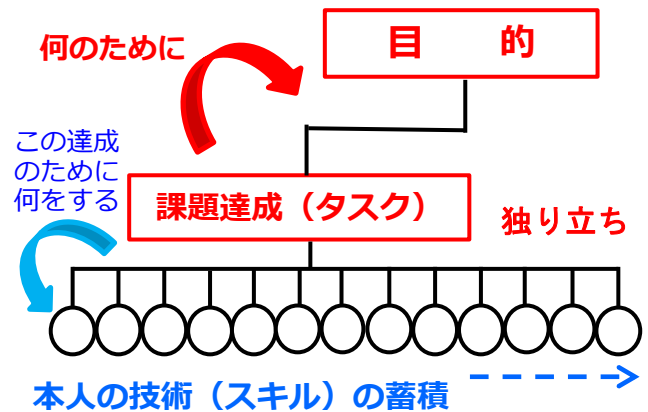 目　的
何のために
この達成
のために
何をする
課題達成（タスク）
独り立ち
本人の技術（スキル）の蓄積